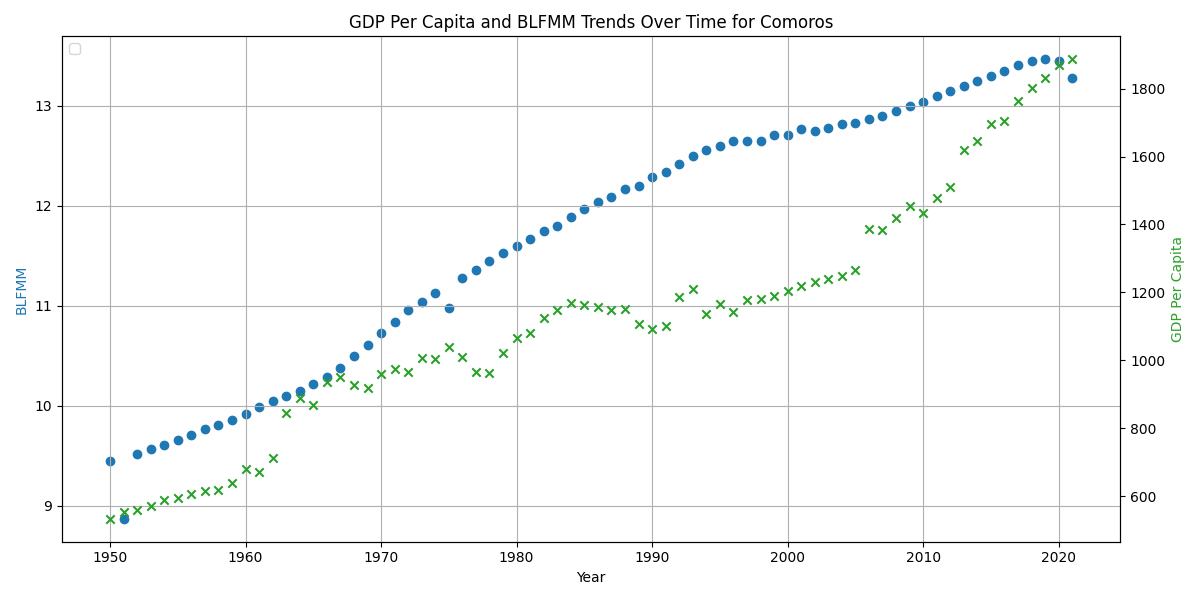 GDP Per Capita and BLFMM Trends Over Time for Comoros
BLFMM
13
12
11
10
9
1800
1600
1400
1200
1000
800
600
GDP Per Capita
1950 1960 1970 1980 1990 2000 2010 2020
Year